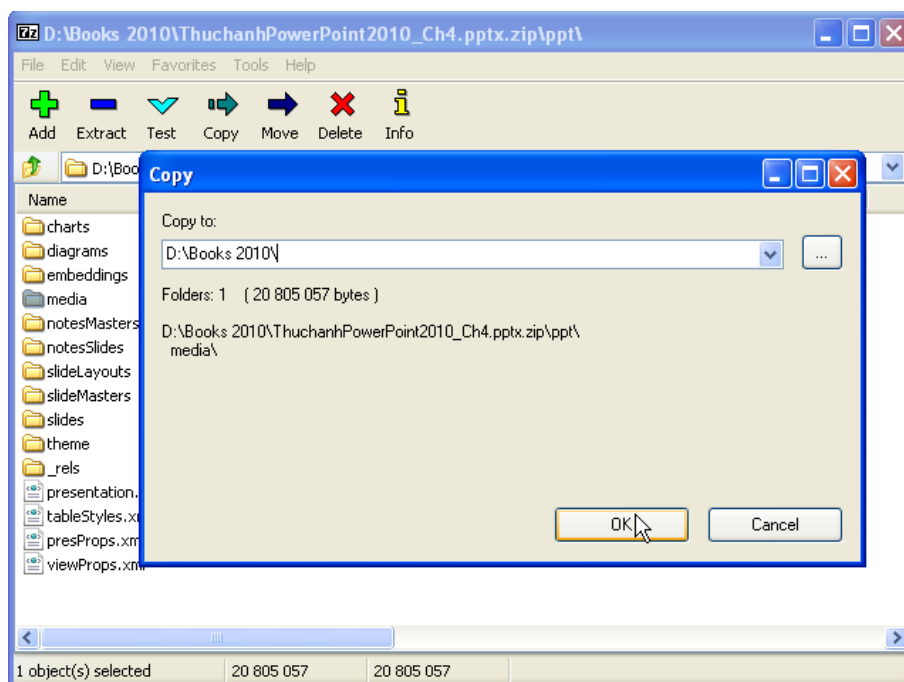 7z D:\Books 2010\ThuchanhPowerPoint2010_Ch4.pptx.zip\ppt\
File Edit View Favorites Tools Help
Add Extract Test Copy Move Delete Info
D:\Boo
Copy
Name
Copy to:
D:\Books 2010\
...
Folders: 1 ( 20 805 057 bytes )
D:\Books 2010\ThuchanhPowerPoint2010_Ch4.pptx.zip\ppt\
media\
charts
diagrams
embeddings
media
notesMasters
notesSlides
slideLayouts
slideMasters
slides
theme
_rels
presentation.
tableStyles.x
presProps.xm
viewProps.xm
OK
Cancel
1 object(s) selected 20 805 057 20 805 057